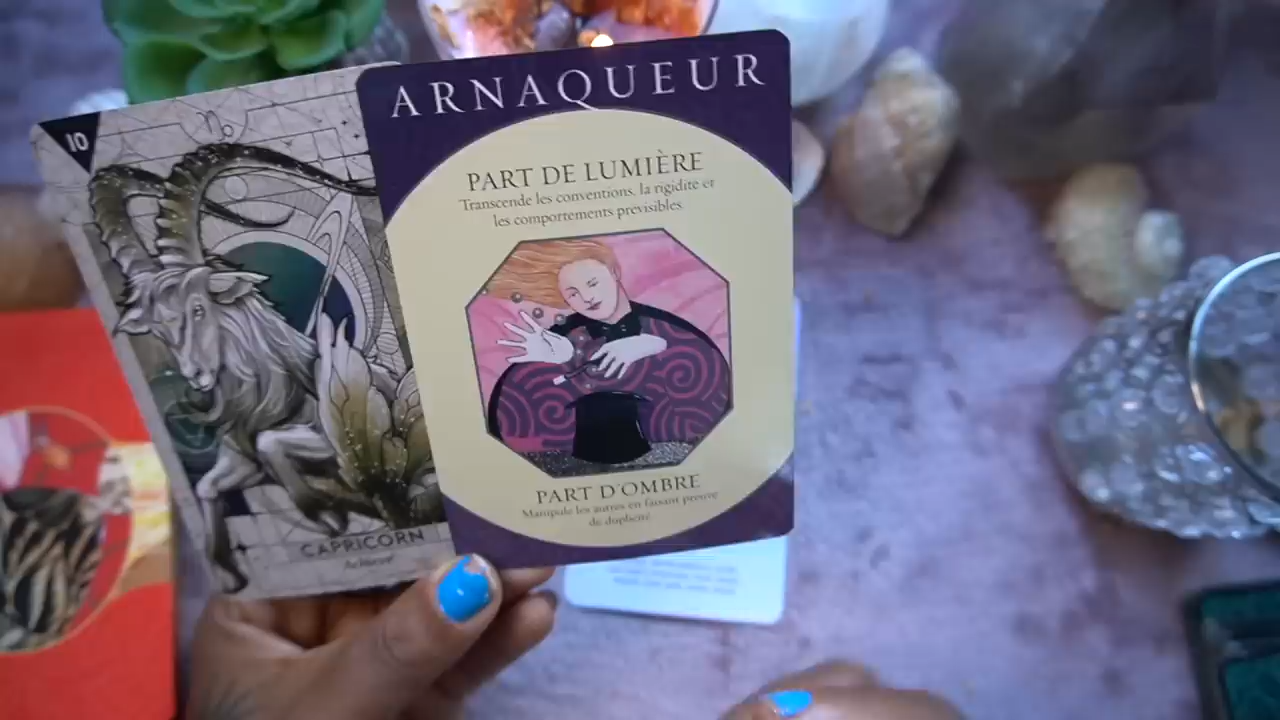 10
CAPRICORN
ARNAQUEUR
PART DE LUMIÈRE
Transcende les conventions, la rigidité et
les comportements prévisibles.
PART D'OMBRE
Manipule les autres en faisant preuve
de duplicité.